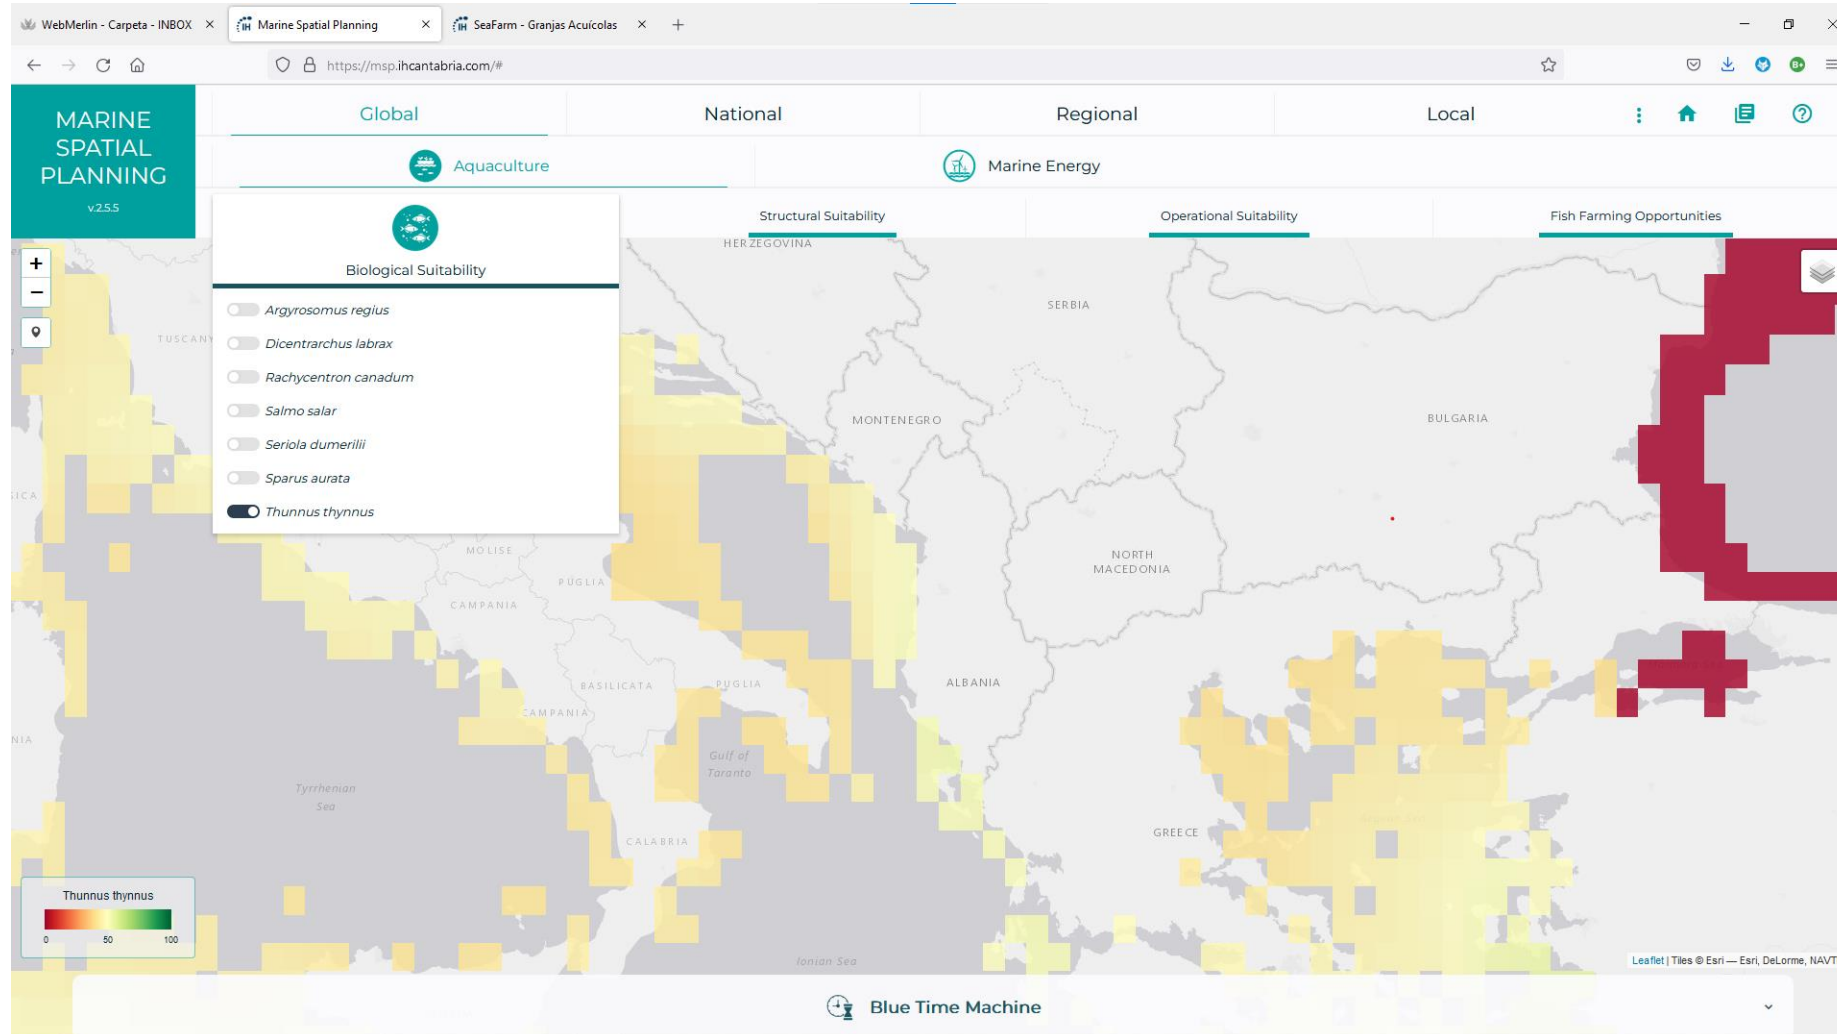 WebMerlin - Carpeta - INBOX
Marine Spatial Planning
SeaFarm - Granjas Acuícolas
https://msp.ihcantabria.com/#
MARINE
SPATIAL
PLANNING
v.2.5.5
Global
National
Regional
Local
Aquaculture
Marine Energy
Biological Suitability
Structural Suitability
Operational Suitability
Fish Farming Opportunities
Argyrosomus regius
Dicentrarchus labrax
Rachycentron canadum
Salmo salar
Seriola dumerilii
Sparus aurata
Thunnus thynnus
+
−
HERZEGOVINA
SERBIA
TUSCANY
MONTENEGRO
BULGARIA
MOLISE
PUGLIA
NORTH
MACEDONIA
CAMPANIA
BASILICATA
PUGLIA
ALBANIA
CAMPANIA
Gulf of
Taranto
Tyrrhenian
Sea
CALABRIA
GREECE
Ionian Sea
Thunnus thynnus
0 50 100
Leaflet | Tiles © Esri — Esri, DeLorme, NAVT
Blue Time Machine